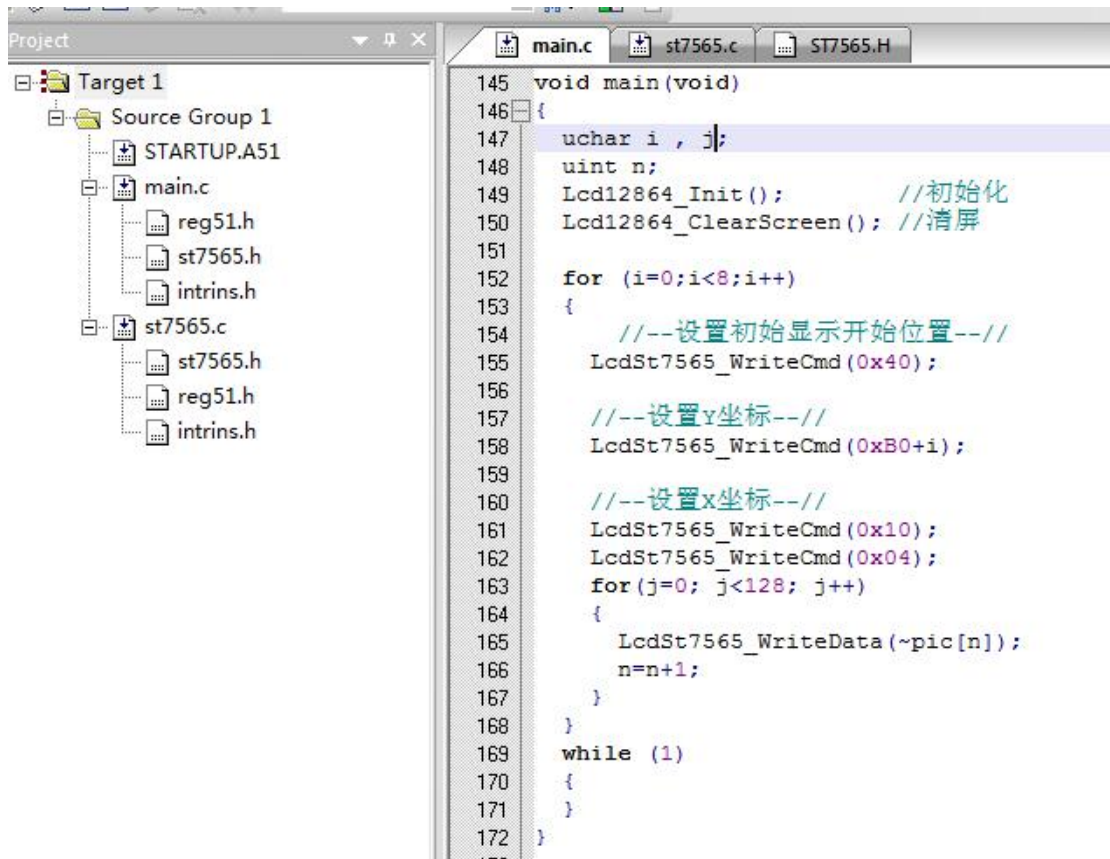 Project
Target 1
Source Group 1
STARTUP.A51
main.c
reg51.h
st7565.h
intrins.h
st7565.c
st7565.h
reg51.h
intrins.h
main.c st7565.c ST7565.H
145 void main(void)
146 {
147 uchar i , j;
148 uint n;
149 Lcd12864_Init(); //初始化
150 Lcd12864_ClearScreen(); //清屏
151
152 for (i=0;i<8;i++)
153 {
154 //--设置初始显示开始位置--//
155 LcdSt7565_WriteCmd(0x40);
156
157 //--设置Y坐标--//
158 LcdSt7565_WriteCmd(0xB0+i);
159
160 //--设置X坐标--//
161 LcdSt7565_WriteCmd(0x10);
162 LcdSt7565_WriteCmd(0x04);
163 for(j=0; j<128; j++)
164 {
165 LcdSt7565_WriteData(~pic[n]);
166 n=n+1;
167 }
168 }
169 while (1)
170 {
171 }
172 }